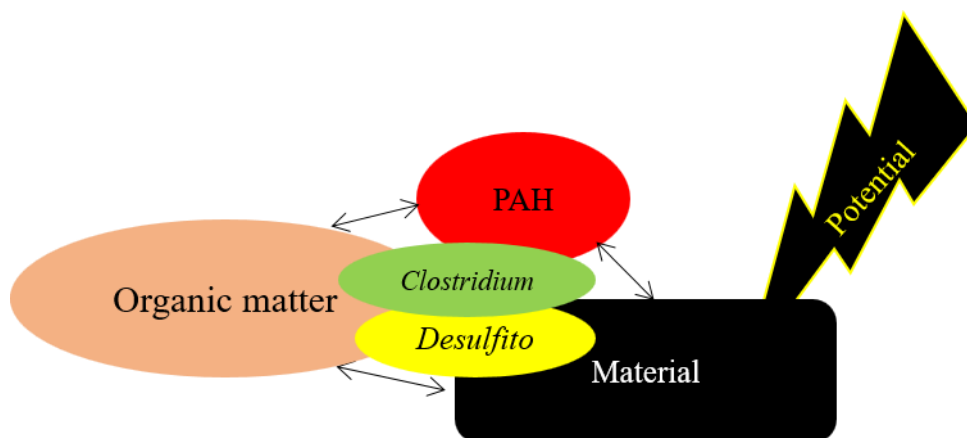 PAH
Potential
Clostridium
Organic matter
Desulfito
Material